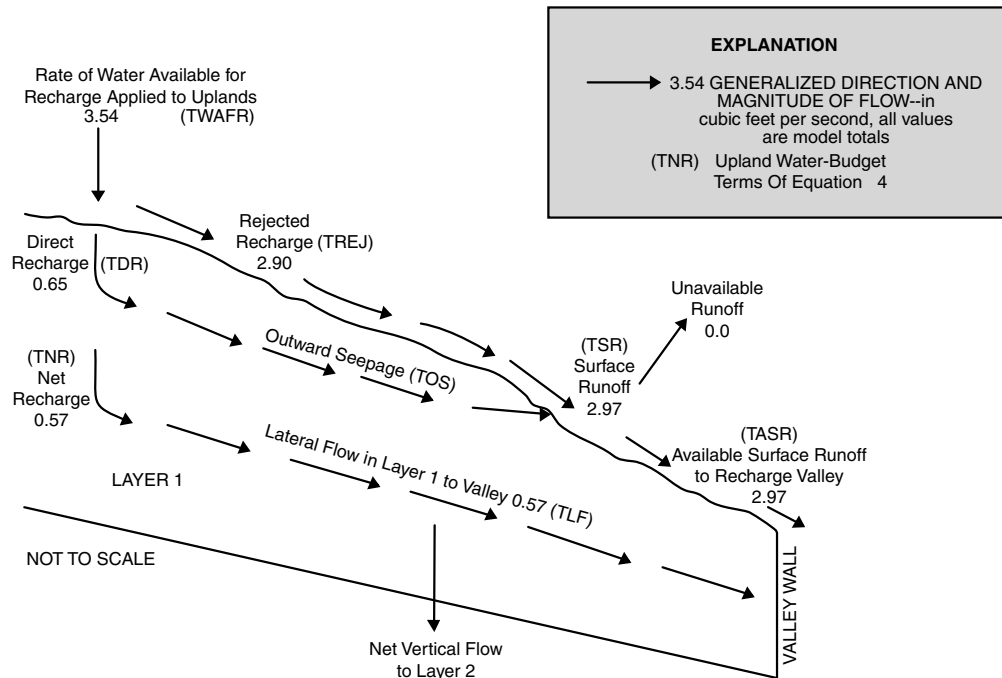 EXPLANATION
3.54 GENERALIZED DIRECTION AND
MAGNITUDE OF FLOW--in
cubic feet per second, all values
are model totals
(TNR) Upland Water-Budget
Terms Of Equation 4
Rate of Water Available for
Recharge Applied to Uplands
3.54 (TWAFR)
Rejected
Recharge (TREJ)
2.90
Direct
Recharge (TDR)
0.65
Unavailable
Runoff
0.0
Outward Seepage (TOS)
(TSR)
Surface
Runoff
2.97
(TNR)
Net
Recharge
0.57
(TASR)
Available Surface Runoff
to Recharge Valley
2.97
Lateral Flow in Layer 1 to Valley 0.57 (TLF)
LAYER 1
NOT TO SCALE
VALLEY WALL
Net Vertical Flow
to Layer 2